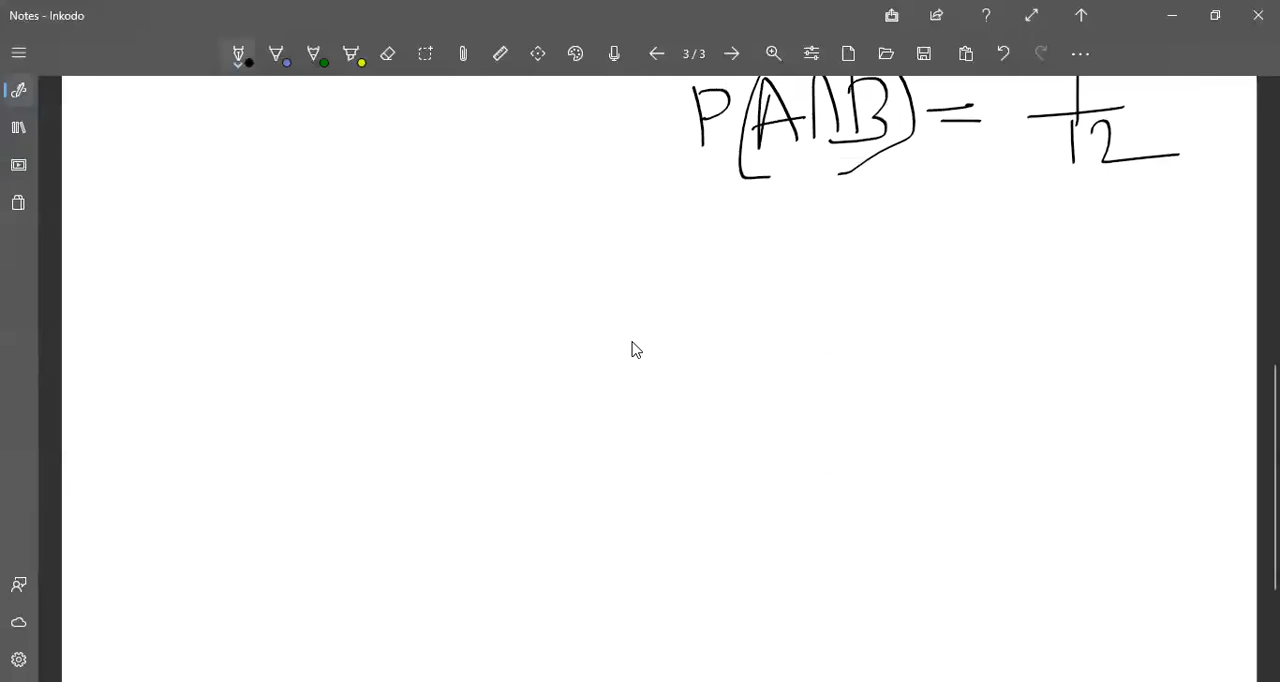 Notes - Inkodo
3 / 3
P(A∩B) = 1/12